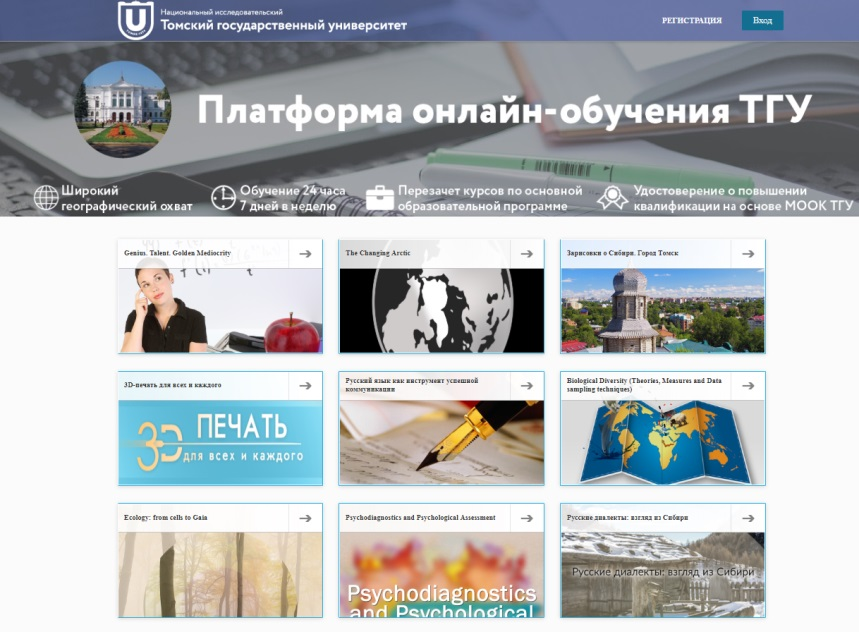 Национальный исследовательский
Томский государственный университет
РЕГИСТРАЦИЯ
Вход
Платформа онлайн-обучения ТГУ
Широкий
географический охват
Обучение 24 часа
7 дней в неделю
Перезачет курсов по основной
образовательной программе
Удостоверение о повышении
квалификации на основе МООК ТГУ
Genius. Talent. Golden Mediocrity
The Changing Arctic
Зарисовки о Сибири. Город Томск
3D-печать для всех и каждого
3D ПЕЧАТЬ
для всех и каждого
Русский язык как инструмент успешной
коммуникации
Biological Diversity (Theories, Measures and Data
sampling techniques)
Ecology: from cells to Gaia
Psychodiagnostics and Psychological Assessment
Psychodiagnostics
and Psychological
Русские диалекты: взгляд из Сибири
Русские диалекты: взгляд из Сибири